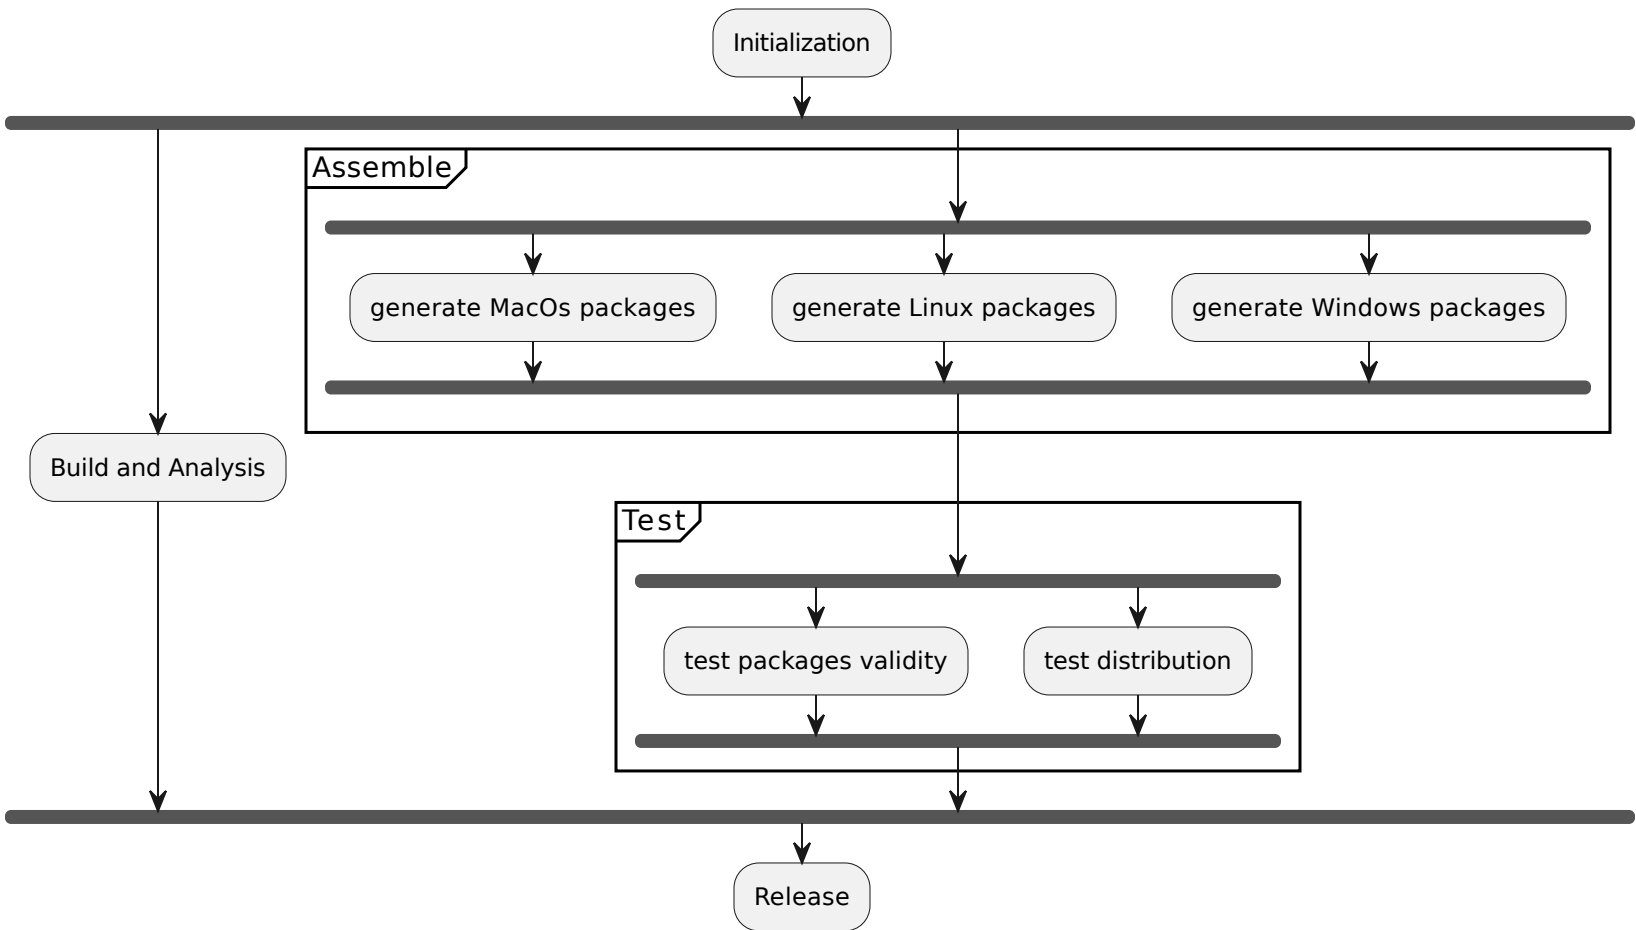 Initialization
Assemble
generate MacOs packages
generate Linux packages
generate Windows packages
Build and Analysis
Test
test packages validity
test distribution
Release